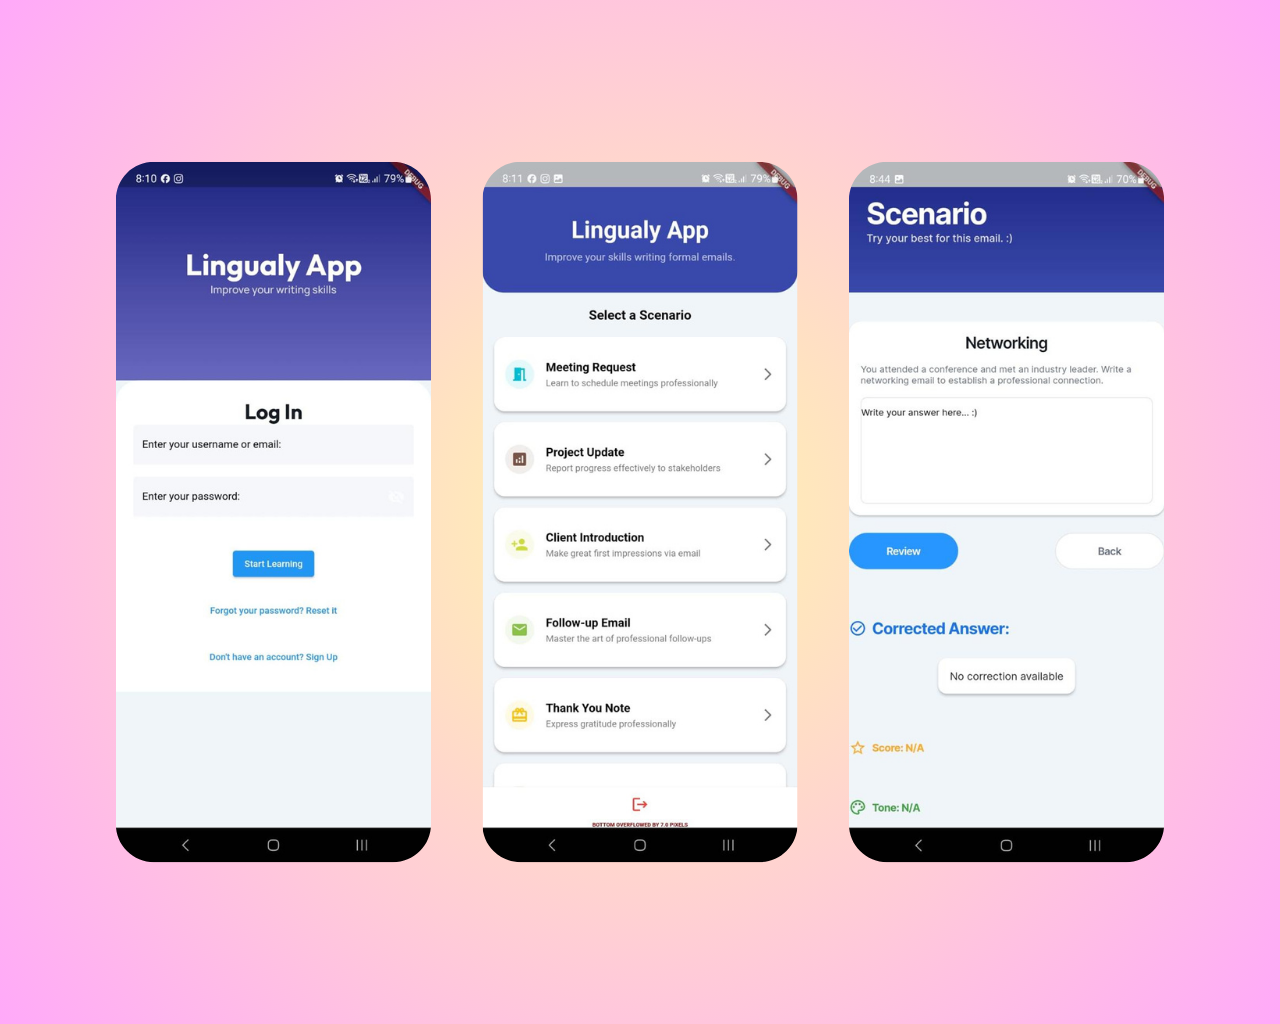 8:10
79%
DEBUG
Lingualy App
Improve your writing skills
Log In
Enter your username or email:
Enter your password:
Start Learning
Forgot your password? Reset it
Don't have an account? Sign Up
8:11
79%
DEBUG
Lingualy App
Improve your skills writing formal emails.
Select a Scenario
Meeting Request
Learn to schedule meetings professionally
Project Update
Report progress effectively to stakeholders
Client Introduction
Make great first impressions via email
Follow-up Email
Master the art of professional follow-ups
Thank You Note
Express gratitude professionally
BOTTOM OVERFLOWED BY 7.0 PIXELS
8:44
70%
DEBUG
Scenario
Try your best for this email. :)
Networking
You attended a conference and met an industry leader. Write a
networking email to establish a professional connection.
Write your answer here... :)
Review
Back
Corrected Answer:
No correction available
Score: N/A
Tone: N/A